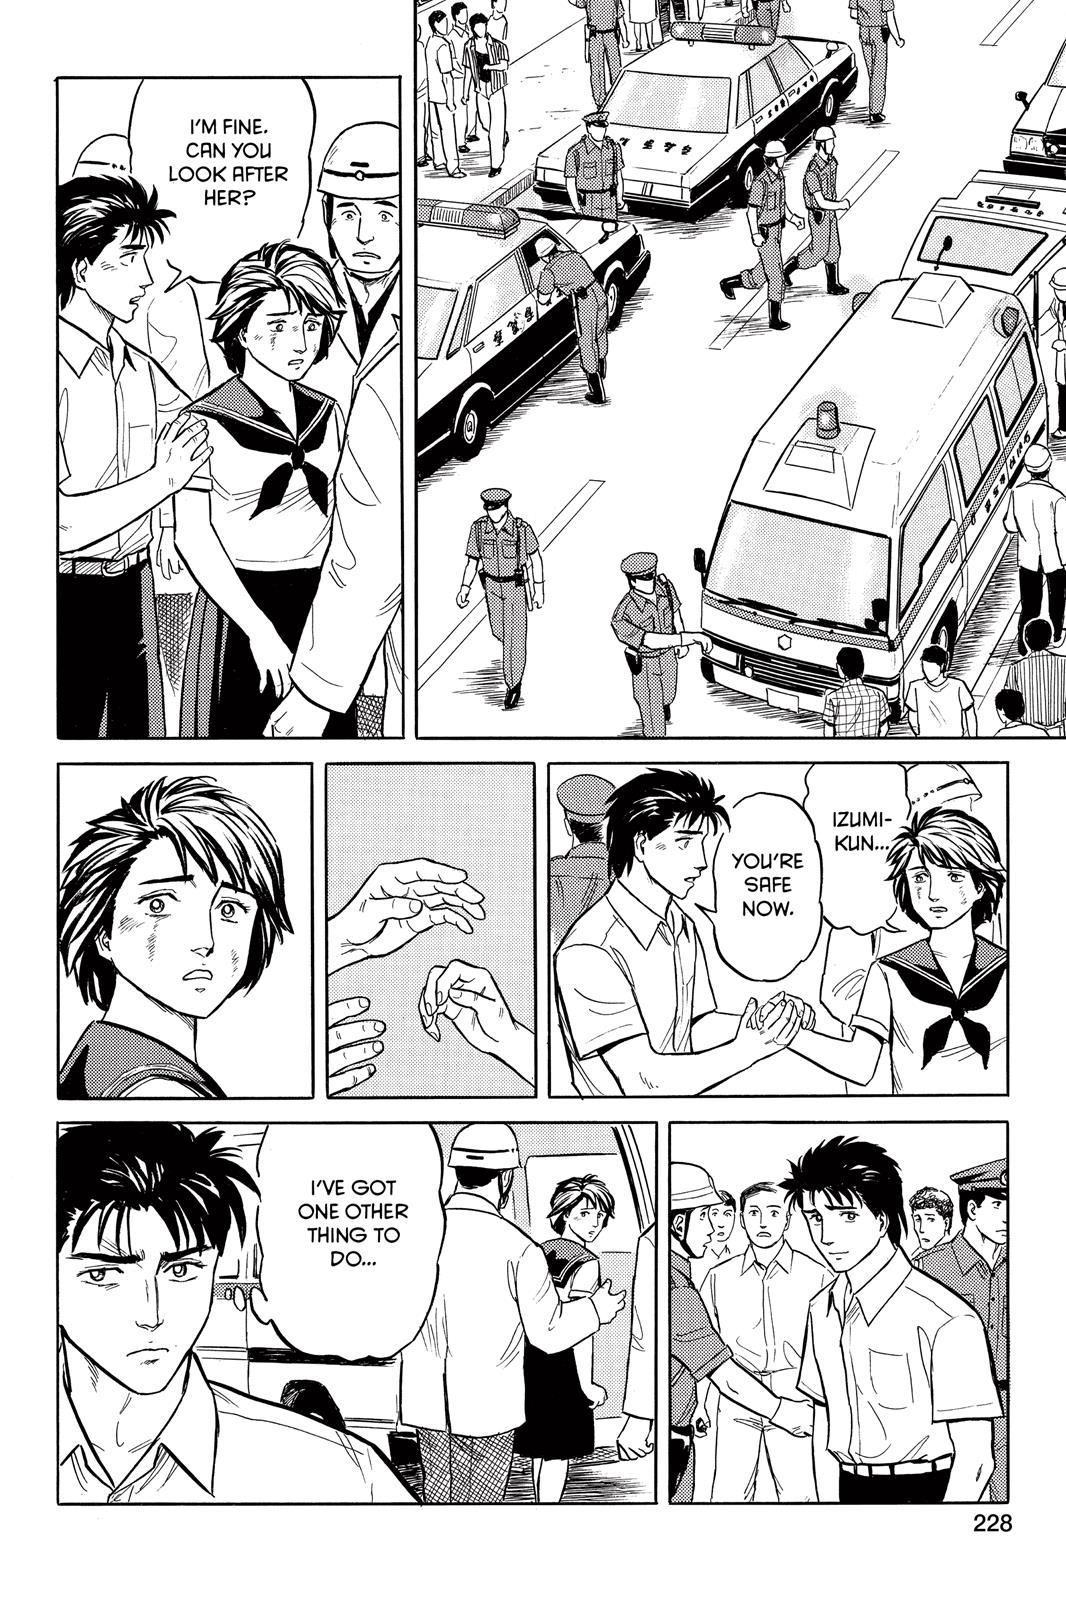 I'M FINE.
CAN YOU
LOOK AFTER
HER?
IZUMI-
KUN...
YOU'RE
SAFE
NOW.
I'VE GOT
ONE OTHER
THING TO
DO...
228